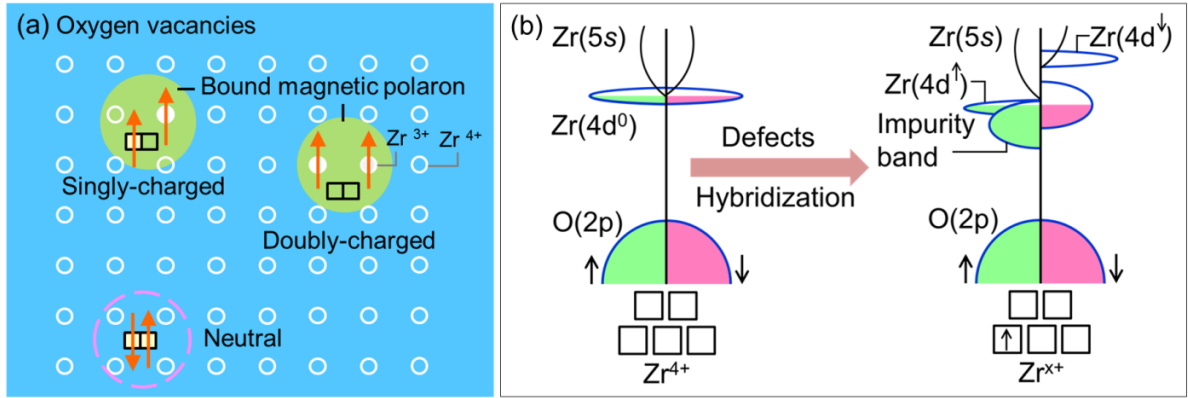 (a) Oxygen vacancies
Bound magnetic polaron
Zr 3+ Zr 4+
Singly-charged
Doubly-charged
Neutral
(b)
Zr(5s)
Zr(4d⁰)
O(2p)
↑ ↓
Zr⁴⁺
Defects
Hybridization
Zr(5s)
Zr(4d↓)
Zr(4d↑)
Impurity
band
O(2p)
↑ ↓
↑
Zrˣ⁺